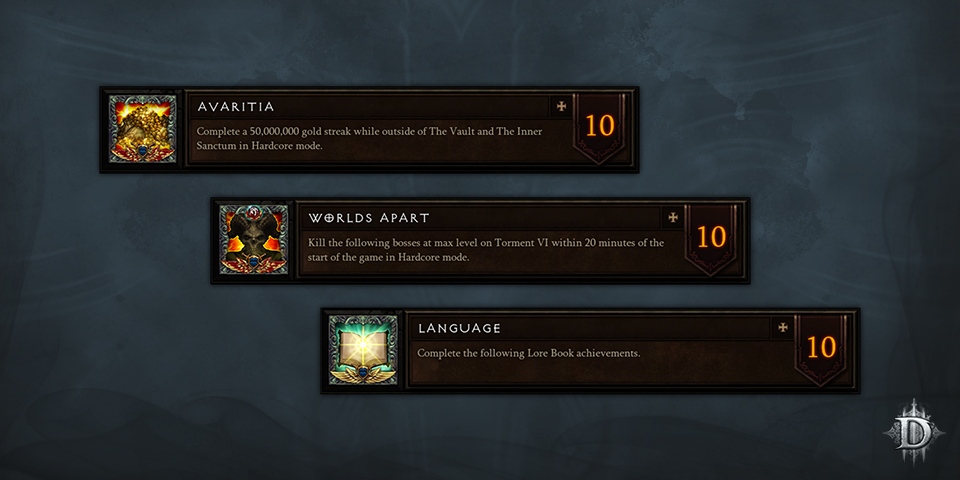 AVARITIA
10
Complete a 50,000,000 gold streak while outside of The Vault and The Inner
Sanctum in Hardcore mode.
WORLDS APART
10
Kill the following bosses at max level on Torment VI within 20 minutes of the
start of the game in Hardcore mode.
LANGUAGE
10
Complete the following Lore Book achievements.
D